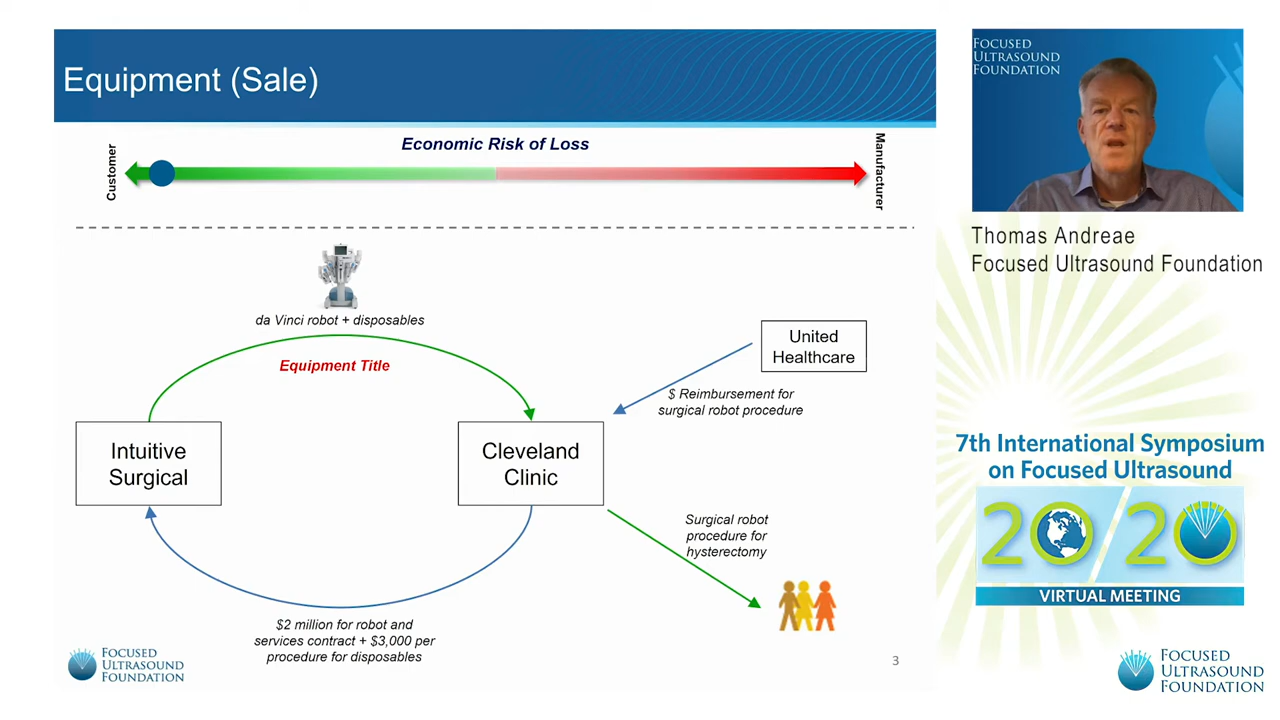 Equipment (Sale)
Economic Risk of Loss
Customer
Manufacturer
da Vinci robot + disposables
Equipment Title
United
Healthcare
$ Reimbursement for
surgical robot procedure
Intuitive
Surgical
Cleveland
Clinic
Surgical robot
procedure for
hysterectomy
$2 million for robot and
services contract + $3,000 per
procedure for disposables
FOCUSED
ULTRASOUND
FOUNDATION
3
FOCUSED
ULTRASOUND
FOUNDATION
Thomas Andreae
Focused Ultrasound Foundation
7th International Symposium
on Focused Ultrasound
20/20
VIRTUAL MEETING
FOCUSED
ULTRASOUND
FOUNDATION